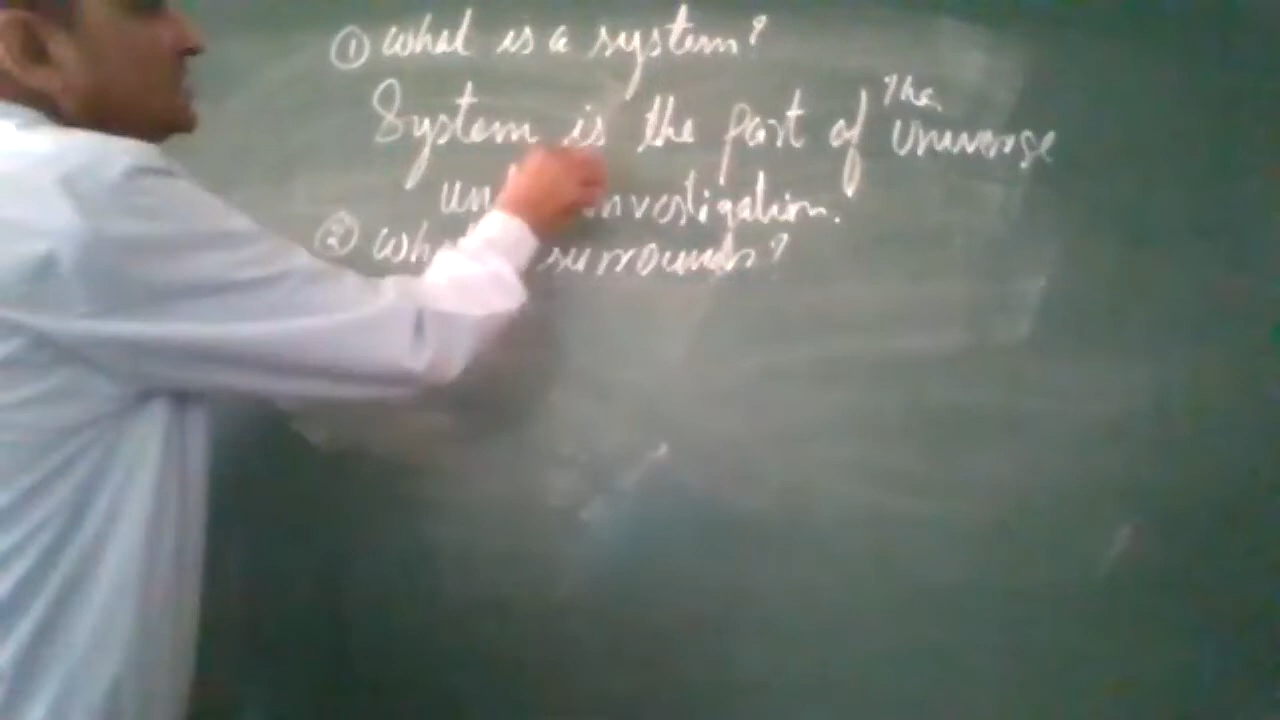 ① What is a system?
System is the part of the universe
investigation.
② surrounds?